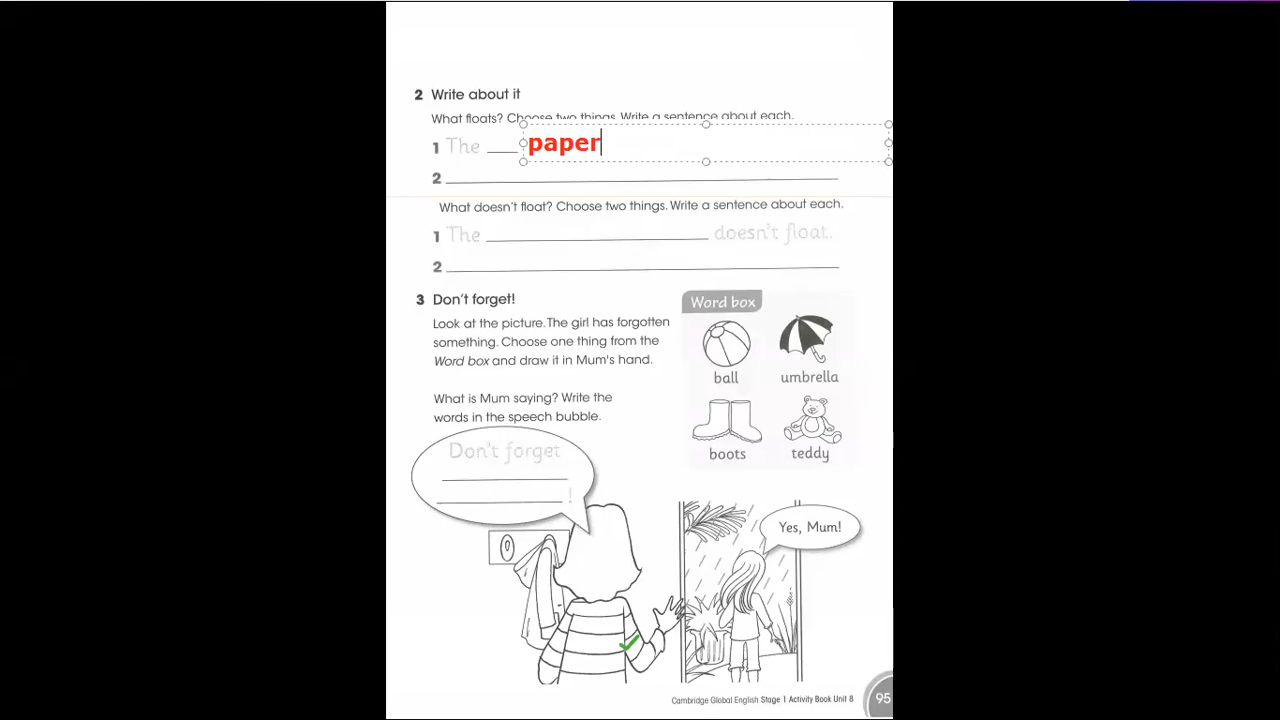 2 Write about it
What floats? Choose two things. Write a sentence about each.
1 The ____ paper
2
What doesn't float? Choose two things. Write a sentence about each.
1 The ____ doesn't float.
2
3 Don't forget!
Look at the picture. The girl has forgotten
something. Choose one thing from the
Word box and draw it in Mum's hand.
What is Mum saying? Write the
words in the speech bubble.
Word box
ball umbrella
boots teddy
Don't forget
!
Yes, Mum!
Cambridge Global English Stage 1 Activity Book Unit 8 95